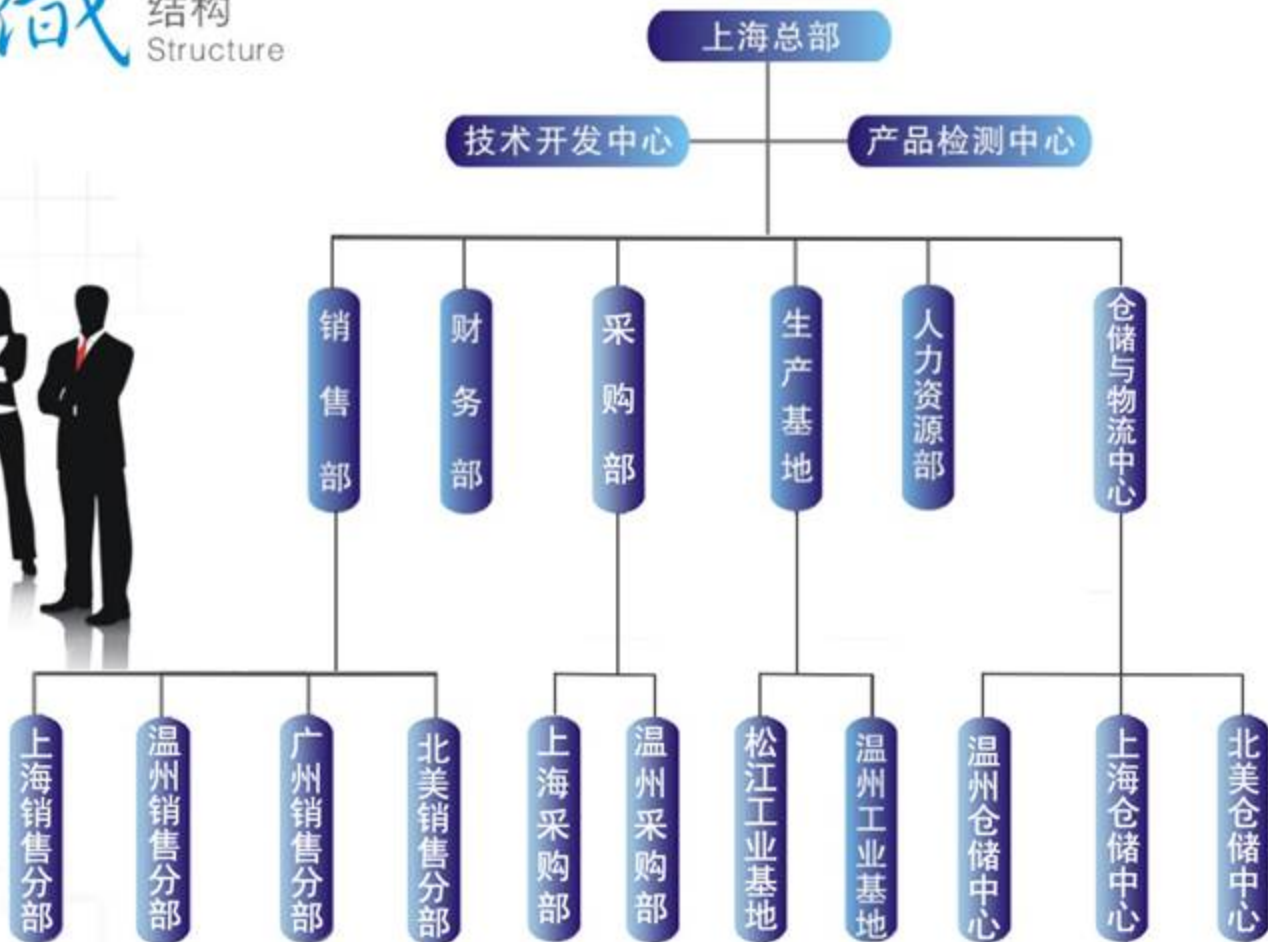 结构
Structure
上海总部
技术开发中心
产品检测中心
销售部
财务部
采购部
生产基地
人力资源部
仓储与物流中心
上海销售分部
温州销售分部
广州销售分部
北美销售分部
上海采购部
温州采购部
松江工业基地
温州工业基地
温州仓储中心
上海仓储中心
北美仓储中心